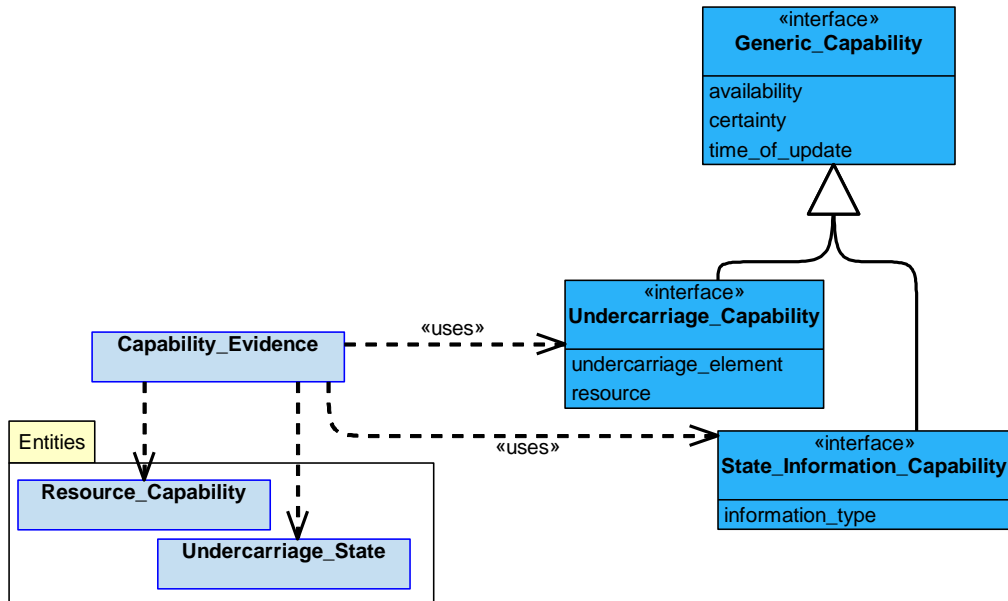 «interface»
Generic_Capability
availability
certainty
time_of_update
«interface»
Undercarriage_Capability
undercarriage_element
resource
Capability_Evidence
«uses»
«uses»
«interface»
State_Information_Capability
information_type
Entities
Resource_Capability
Undercarriage_State